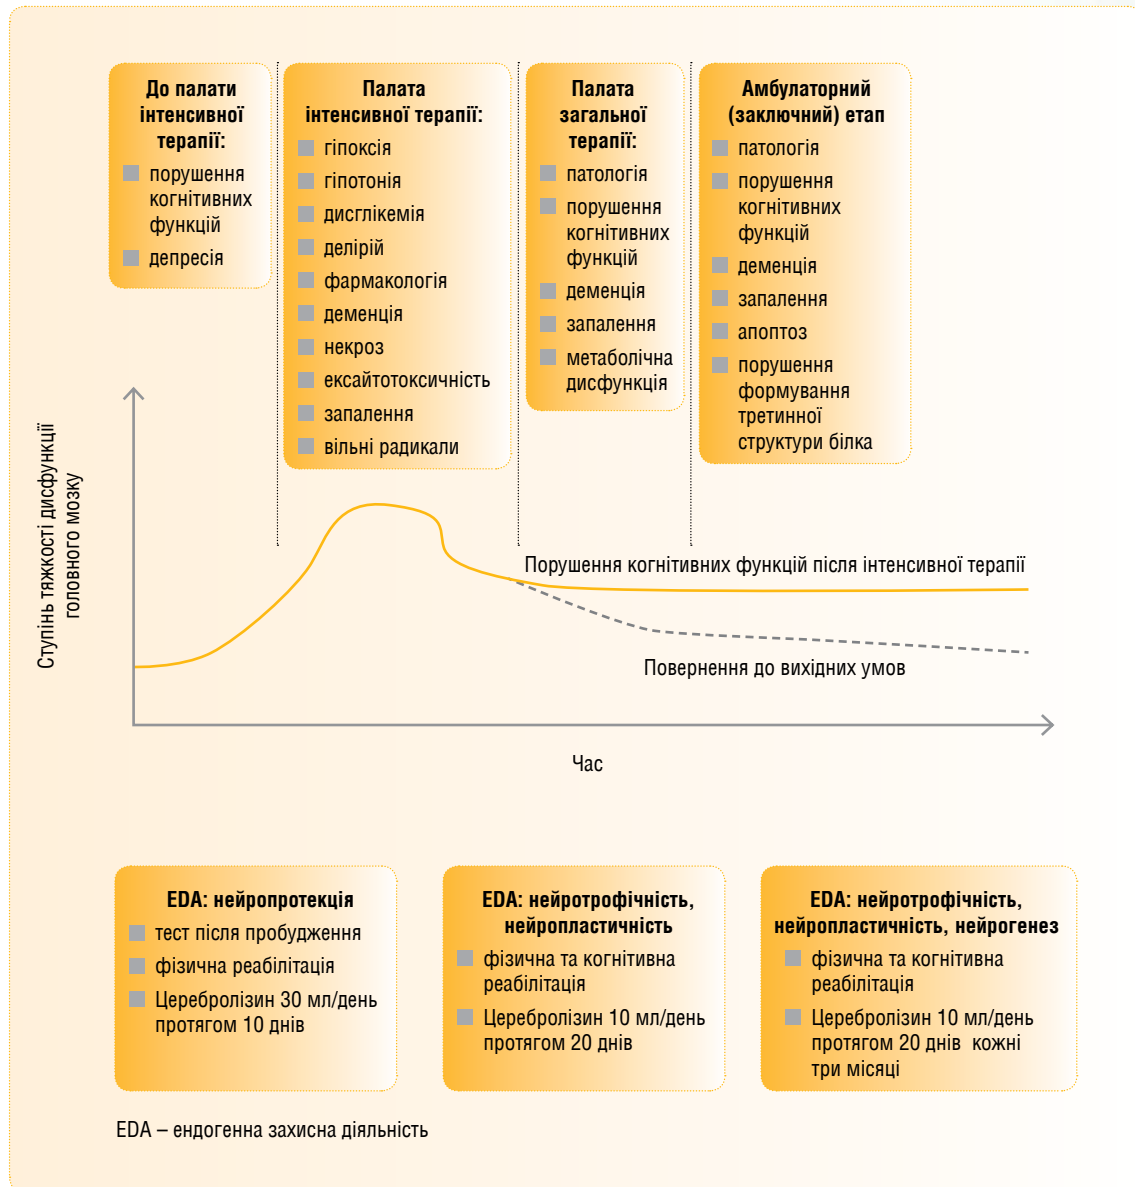 До палати
інтенсивної
терапії:
порушення
когнітивних
функцій
депресія
Палата
інтенсивної терапії:
гіпоксія
гіпотонія
дисглікемія
делірій
фармакологія
деменція
некроз
ексайтотоксичність
запалення
вільні радикали
Палата
загальної
терапії:
патологія
порушення
когнітивних
функцій
деменція
запалення
метаболічна
дисфункція
Амбулаторний
(заключний) етап
патологія
порушення
когнітивних
функцій
деменція
запалення
апоптоз
порушення
формування
третинної
структури білка
Ступінь тяжкості дисфункції
головного мозку
Порушення когнітивних функцій після інтенсивної терапії
Повернення до вихідних умов
Час
EDA: нейропротекція
тест після пробудження
фізична реабілітація
Церебролізин 30 мл/день
протягом 10 днів
EDA: нейротрофічність,
нейропластичність
фізична та когнітивна
реабілітація
Церебролізин 10 мл/день
протягом 20 днів
EDA: нейротрофічність,
нейропластичність, нейрогенез
фізична та когнітивна
реабілітація
Церебролізин 10 мл/день
протягом 20 днів кожні
три місяці
EDA – ендогенна захисна діяльність